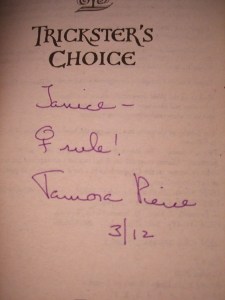 TRICKSTER'S
CHOICE
Janice –
♀ rule!
Tamora Pierce
3/12